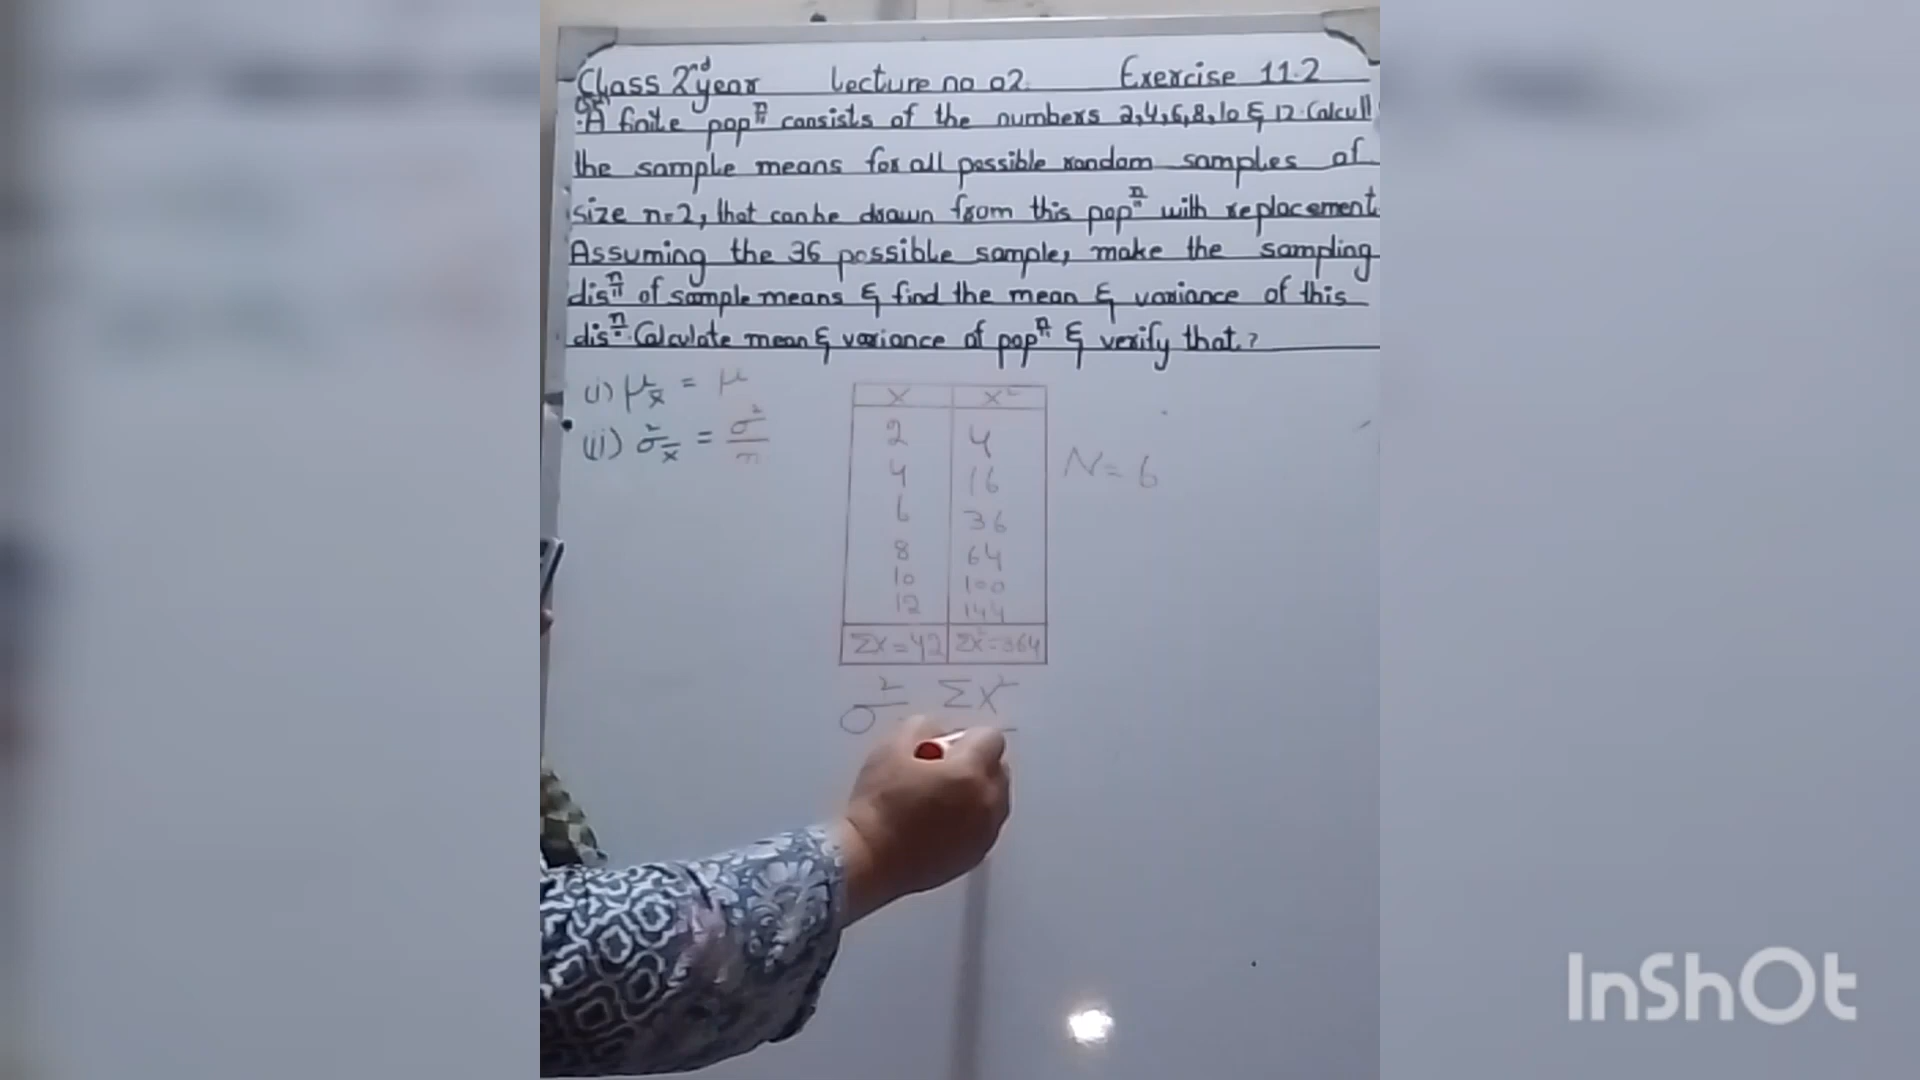 Class 2nd year Lecture no 02. Exercise 11.2
A finite popⁿ consists of the numbers 2,4,6,8,10 & 12. Calcul
the sample means for all possible random samples of
size n=2, that can be drawn from this popⁿ with replacement
Assuming the 36 possible sample, make the sampling
disⁿ of sample means & find the mean & variance of this
disⁿ. Calculate mean & variance of popⁿ & verify that?
(i) μx̄ = μ
(ii) σ²x̄ = σ²/n
X X²
2 4
4 16
6 36
8 64
10 100
12 144
ΣX = 42 ΣX² = 364
N = 6
σ² ΣX²
InShOt